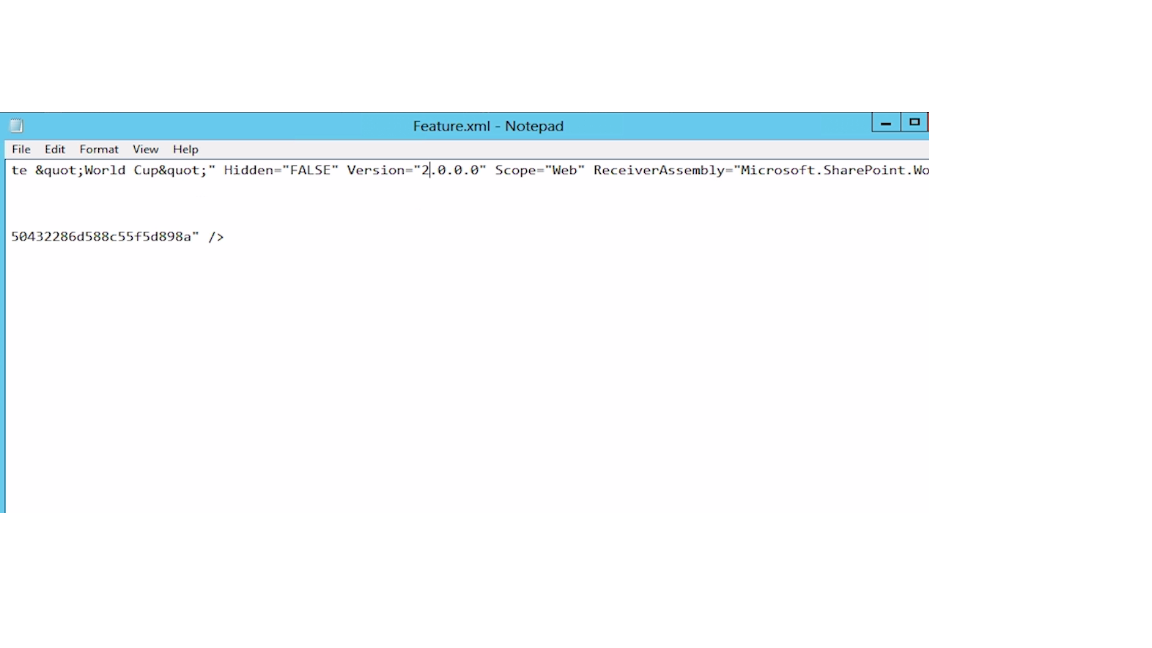 Feature.xml - Notepad
File Edit Format View Help
te &quot;World Cup&quot;" Hidden="FALSE" Version="2.0.0.0" Scope="Web" ReceiverAssembly="Microsoft.SharePoint.Wo
50432286d588c55f5d898a" />